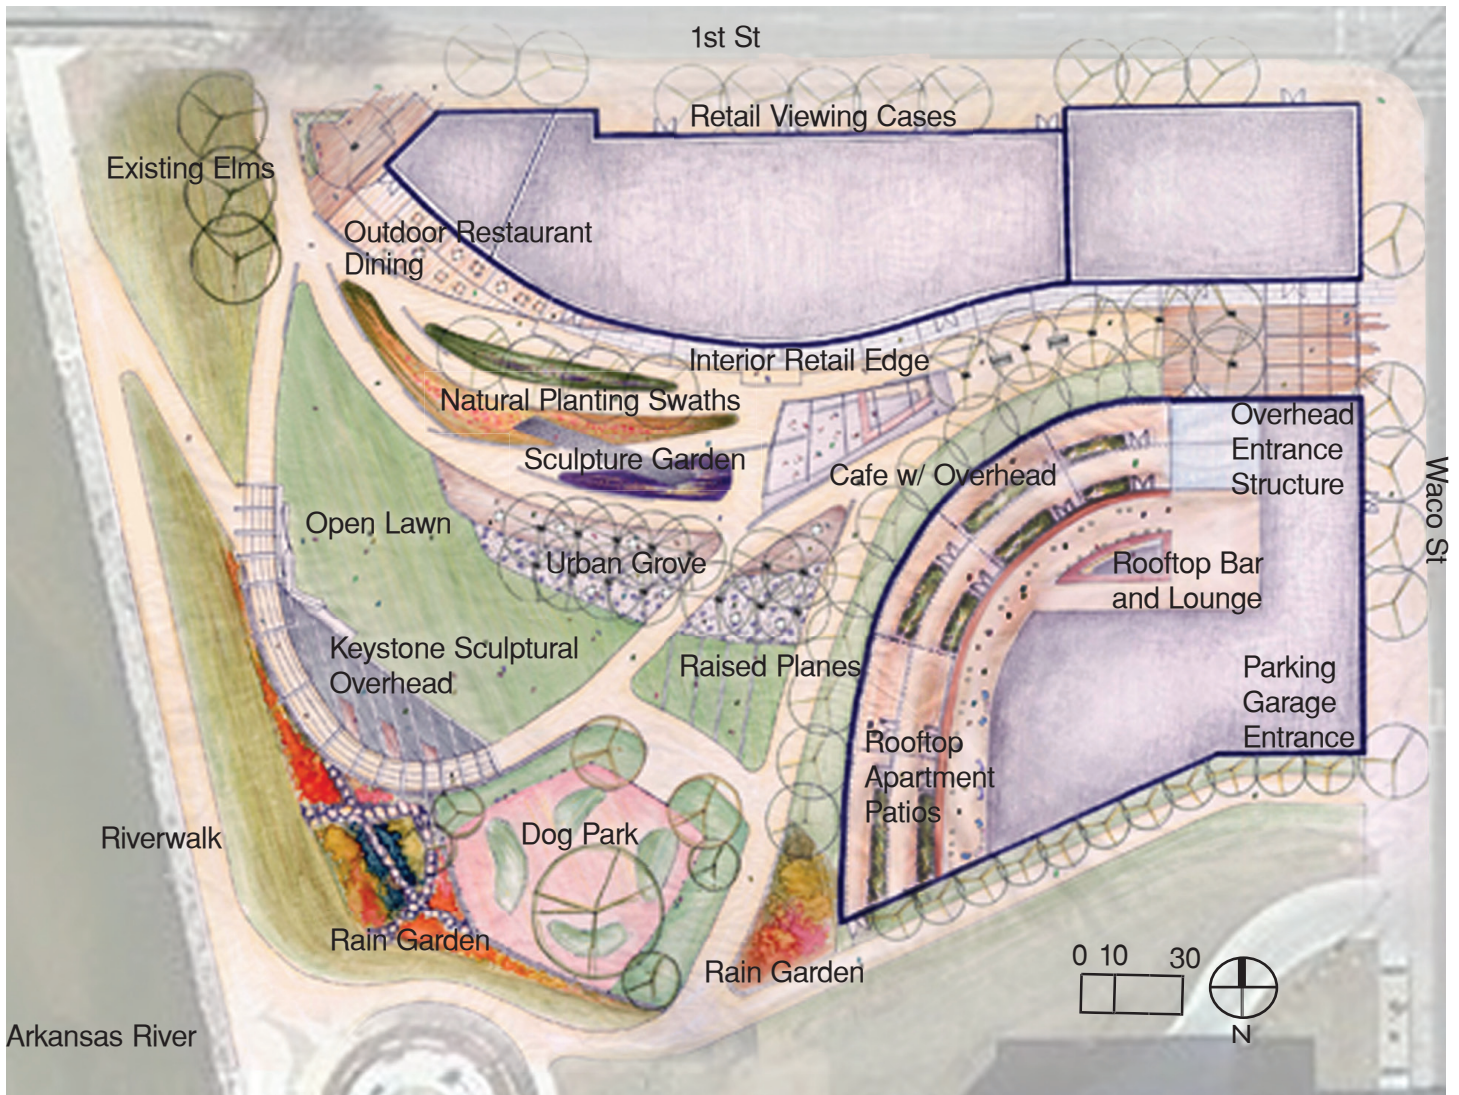 1st St
Retail Viewing Cases
Existing Elms
Outdoor Restaurant
Dining
Interior Retail Edge
Natural Planting Swaths
Overhead
Entrance
Structure
Sculpture Garden
Cafe w/ Overhead
Waco St
Open Lawn
Urban Grove
Rooftop Bar
and Lounge
Keystone Sculptural
Overhead
Raised Planes
Parking
Garage
Entrance
Rooftop
Apartment
Patios
Riverwalk
Dog Park
Rain Garden
Rain Garden
0 10 30
N
Arkansas River